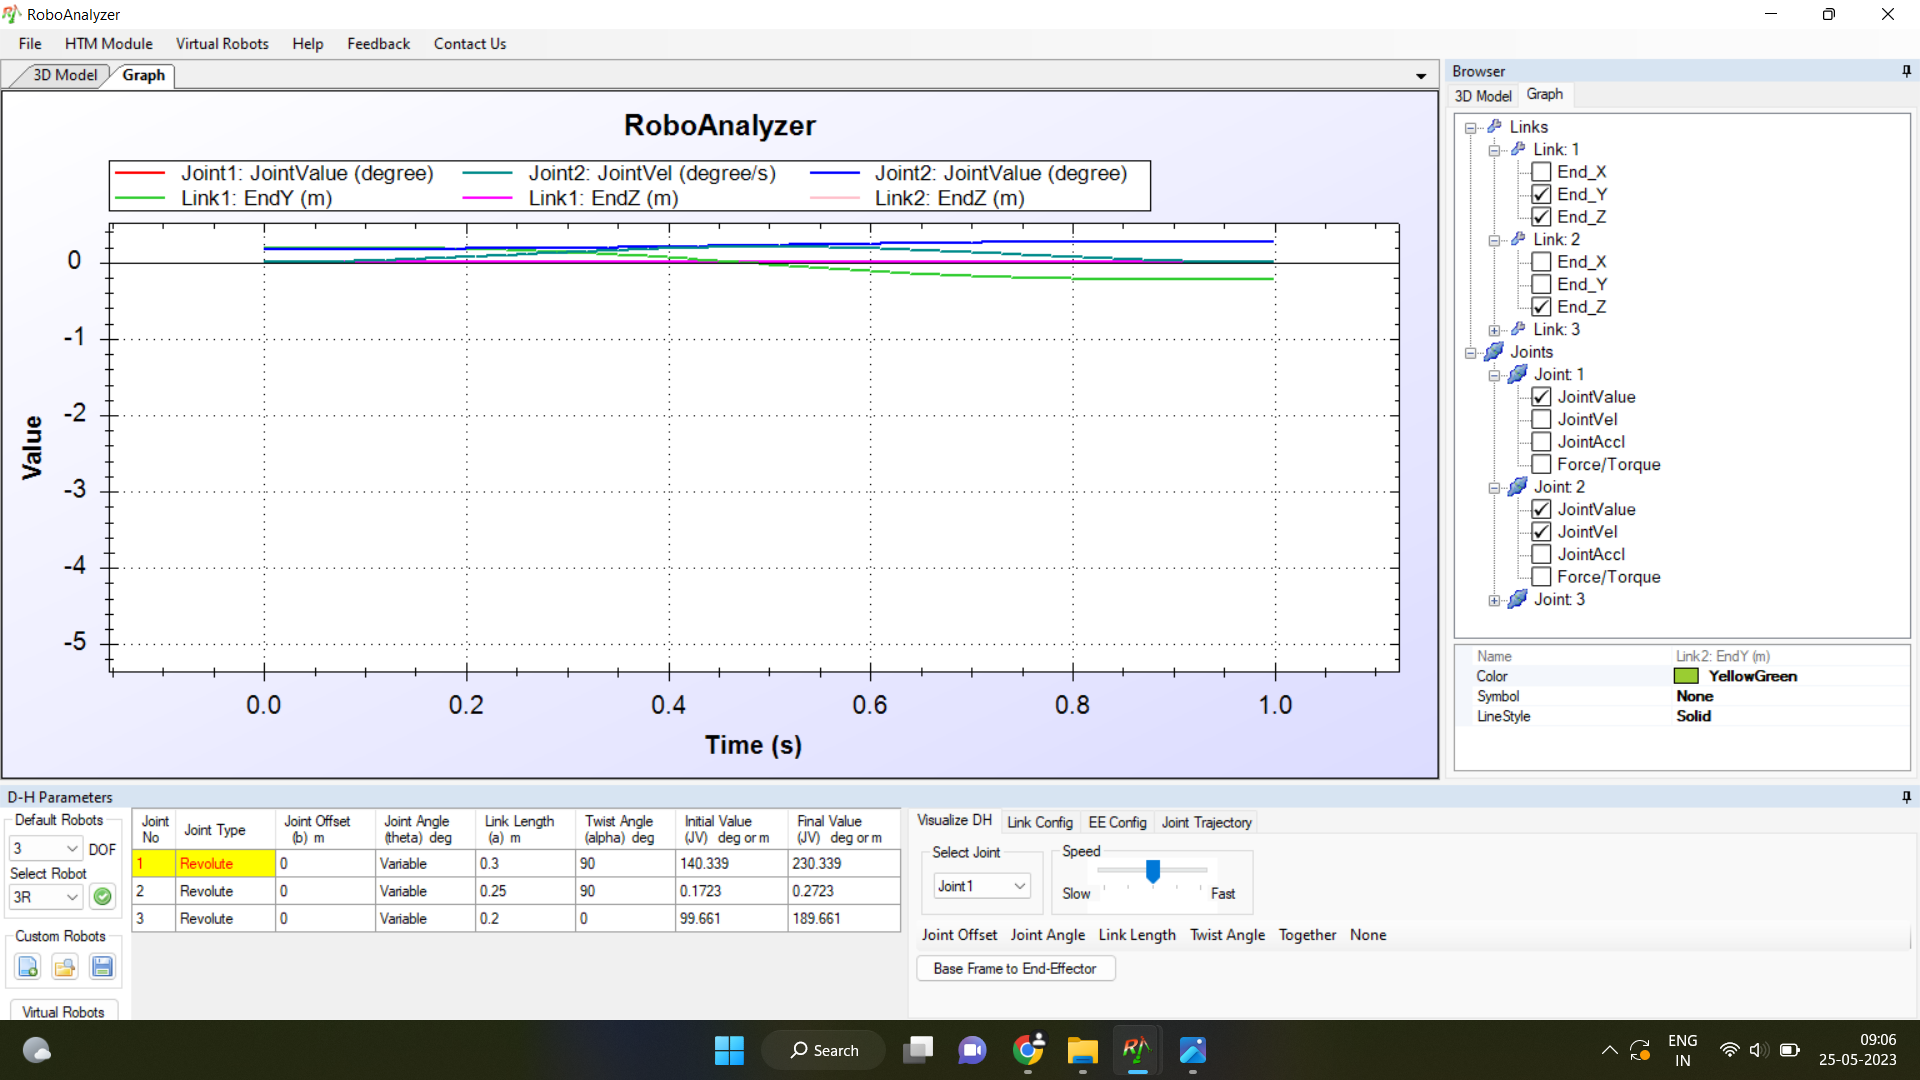 RoboAnalyzer
File HTM Module Virtual Robots Help Feedback Contact Us
3D Model Graph
RoboAnalyzer
Joint1: JointValue (degree) Joint2: JointVel (degree/s) Joint2: JointValue (degree)
Link1: EndY (m) Link1: EndZ (m) Link2: EndZ (m)
Value
0
-1
-2
-3
-4
-5
0.0 0.2 0.4 0.6 0.8 1.0
Time (s)
Browser
3D Model Graph
Links
Link: 1
End_X
End_Y
End_Z
Link: 2
End_X
End_Y
End_Z
Link: 3
Joints
Joint: 1
JointValue
JointVel
JointAccl
Force/Torque
Joint: 2
JointValue
JointVel
JointAccl
Force/Torque
Joint: 3
Name Link2: EndY (m)
Color YellowGreen
Symbol None
LineStyle Solid
D-H Parameters
Default Robots
3 DOF
Select Robot
3R
Custom Robots
Virtual Robots
Joint No Joint Type Joint Offset (b) m Joint Angle (theta) deg Link Length (a) m Twist Angle (alpha) deg Initial Value (JV) deg or m Final Value (JV) deg or m
1 Revolute 0 Variable 0.3 90 140.339 230.339
2 Revolute 0 Variable 0.25 90 0.1723 0.2723
3 Revolute 0 Variable 0.2 0 99.661 189.661
Visualize DH Link Config EE Config Joint Trajectory
Select Joint
Joint1
Speed
Slow Fast
Joint Offset Joint Angle Link Length Twist Angle Together None
Base Frame to End-Effector
Search
ENG
IN
09:06
25-05-2023